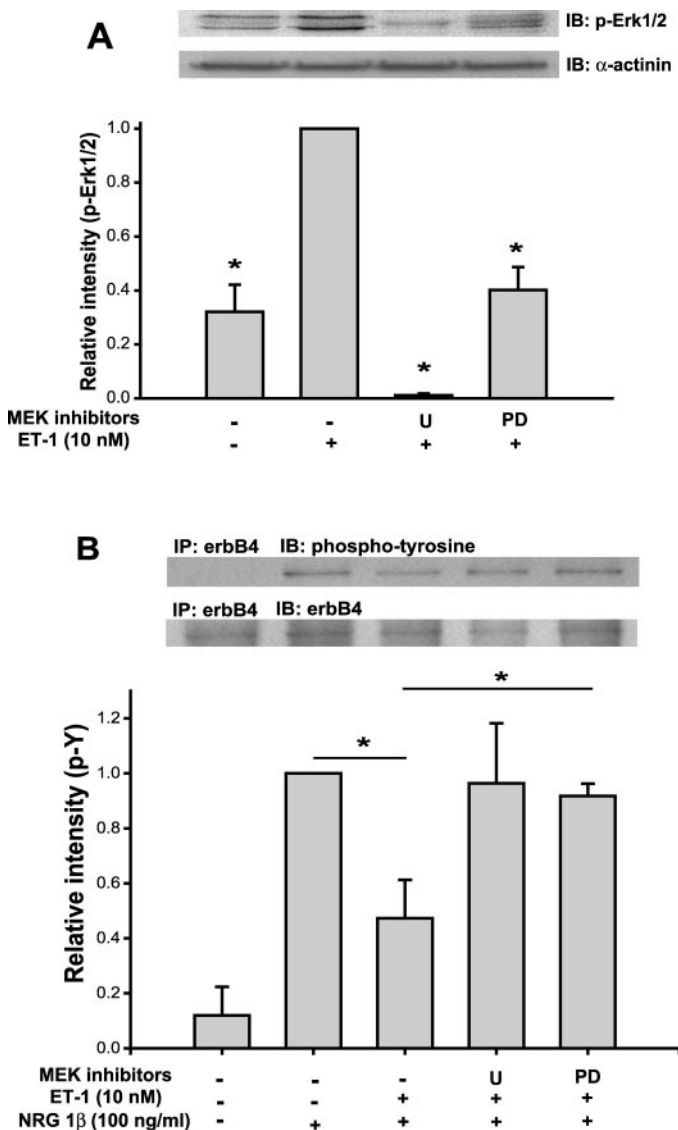 A
IB: p-Erk1/2
IB: α-actinin
Relative intensity (p-Erk1/2)
1.0
0.8
0.6
0.4
0.2
0.0
*
*
*
MEK inhibitors - - U PD
ET-1 (10 nM) - + + +
B
IP: erbB4 IB: phospho-tyrosine
IP: erbB4 IB: erbB4
Relative intensity (p-Y)
1.2
1.0
0.8
0.6
0.4
0.2
0.0
*
*
MEK inhibitors - - - U PD
ET-1 (10 nM) - - + + +
NRG 1β (100 ng/ml) - + + + +